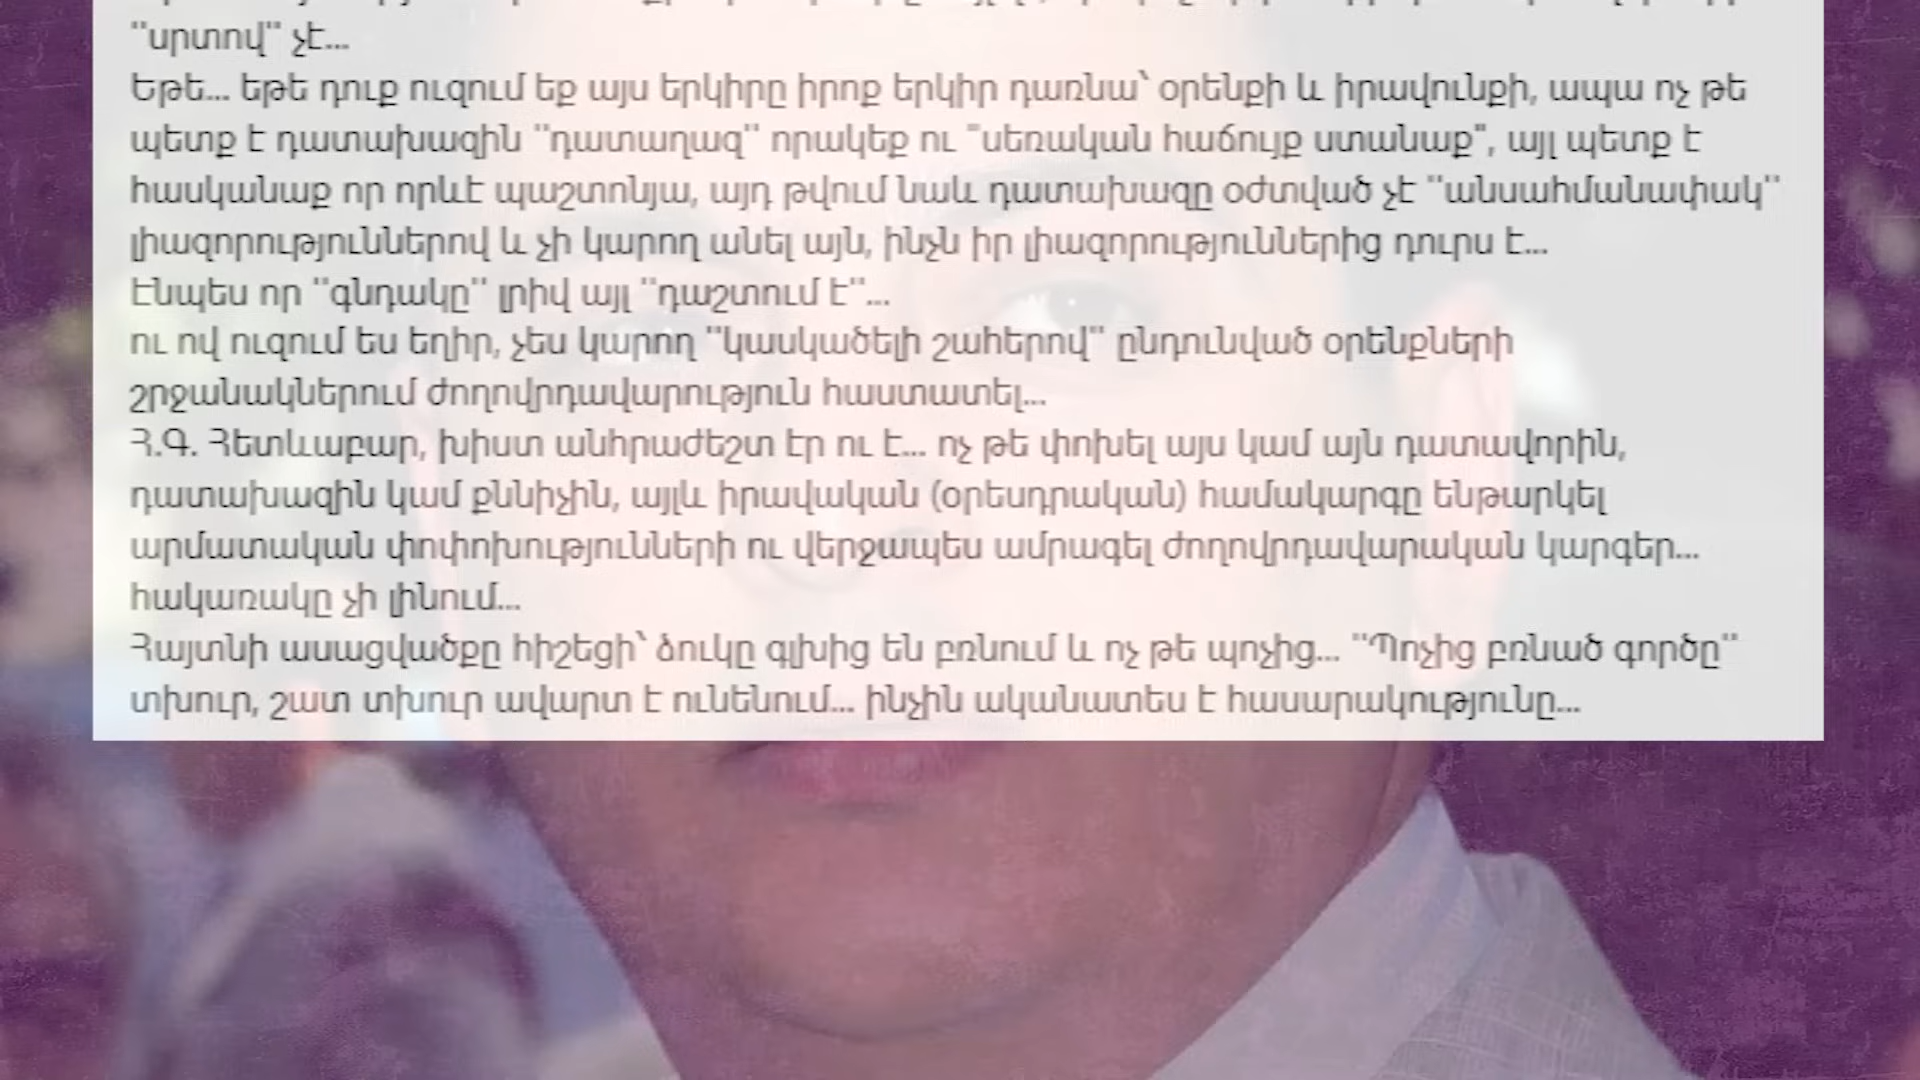 "սրտով" չէ...
Եթե... եթե դուք ուզում եք այս երկիրը իրոք երկիր դառնա՝ օրենքի և իրավունքի, ապա ոչ թե
պետք է դատախազին "դատաղազ" որակեք ու "սեռական հաճույք ստանաք", այլ պետք է
հասկանաք որ որևէ պաշտոնյա, այդ թվում նաև դատախազը օժտված չէ "անսահմանափակ"
լիազորություններով և չի կարող անել այն, ինչն իր լիազորություններից դուրս է...
Էնպես որ "գնդակը" լրիվ այլ "դաշտում է"...
ու ով ուզում ես եղիր, չես կարող "կասկածելի շահերով" ընդունված օրենքների
շրջանակներում ժողովրդավարություն հաստատել...
Հ.Գ. Հետևաբար, խիստ անհրաժեշտ էր ու է... ոչ թե փոխել այս կամ այն դատավորին,
դատախազին կամ քննիչին, այլև իրավական (օրեսդրական) համակարգը ենթարկել
արմատական փոփոխությունների ու վերջապես ամրագել ժողովրդավարական կարգեր...
հակառակը չի լինում...
Հայտնի ասացվածքը հիշեցի՝ ձուկը գլխից են բռնում և ոչ թե պոչից... "Պոչից բռնած գործը"
տխուր, շատ տխուր ավարտ է ունենում... ինչին ականատես է հասարակությունը...